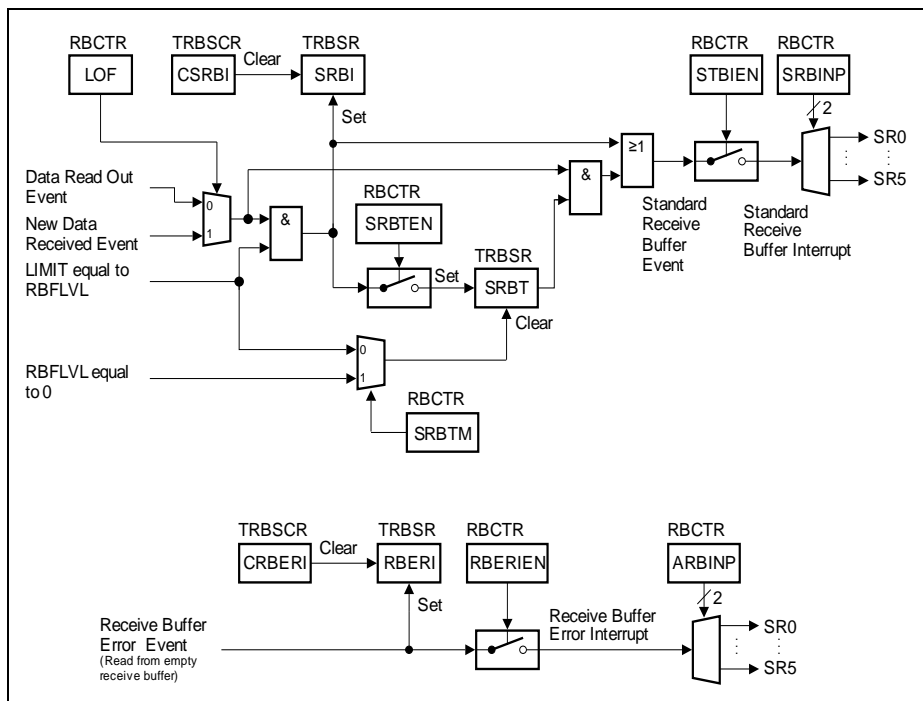 RBCTR
LOF
TRBSCR
CSRBI
Clear
TRBSR
SRBI
Set
RBCTR
STBIEN
RBCTR
SRBINP
2
SR0
SR5
Data Read Out
Event
New Data
Received Event
0
1
&
LIMIT equal to
RBFLVL
RBCTR
SRBTEN
Set
TRBSR
SRBT
Clear
&
≥1
Standard
Receive
Buffer
Event
Standard
Receive
Buffer Interrupt
RBFLVL equal
to 0
0
1
RBCTR
SRBTM
TRBSCR
CRBERI
Clear
TRBSR
RBERI
Set
RBCTR
RBERIEN
RBCTR
ARBINP
2
SR0
SR5
Receive Buffer
Error Event
(Read from empty
receive buffer)
Receive Buffer
Error Interrupt